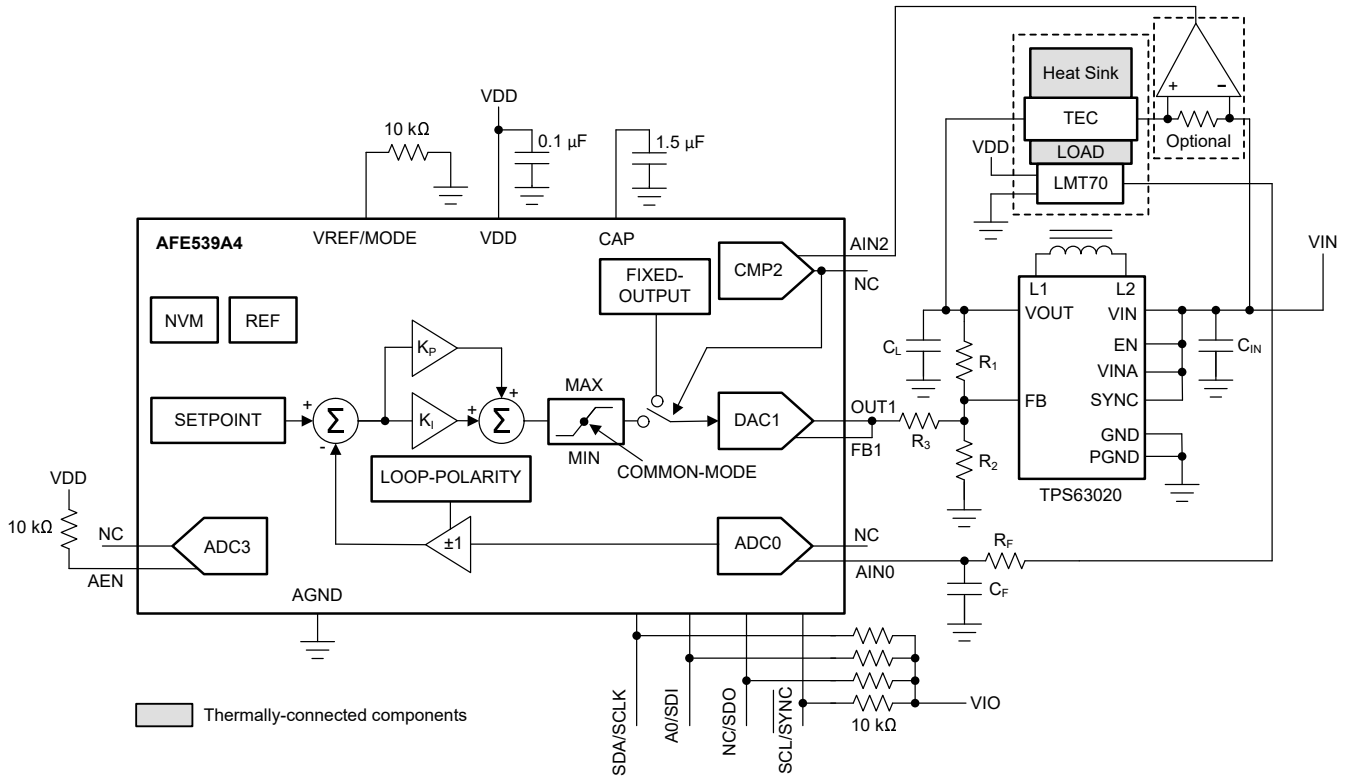 Heat Sink
+
−
TEC
Optional
VDD
LOAD
LMT70
VDD
10 kΩ
0.1 µF
1.5 µF
AFE539A4
VREF/MODE
VDD
CAP
AIN2
VIN
CMP2
NC
FIXED-
OUTPUT
NVM
REF
L1
L2
VOUT
VIN
CL
R1
EN
CIN
VINA
FB
SYNC
GND
PGND
R2
TPS63020
KP
+
MAX
SETPOINT
+
Σ
-
KI
+
Σ
MIN
COMMON-MODE
DAC1
OUT1
FB1
R3
LOOP-POLARITY
VDD
10 kΩ
NC
ADC3
AEN
±1
ADC0
NC
AIN0
RF
CF
AGND
Thermally-connected components
SDA/SCLK
A0/SDI
NC/SDO
SCL/SYNC
10 kΩ
VIO